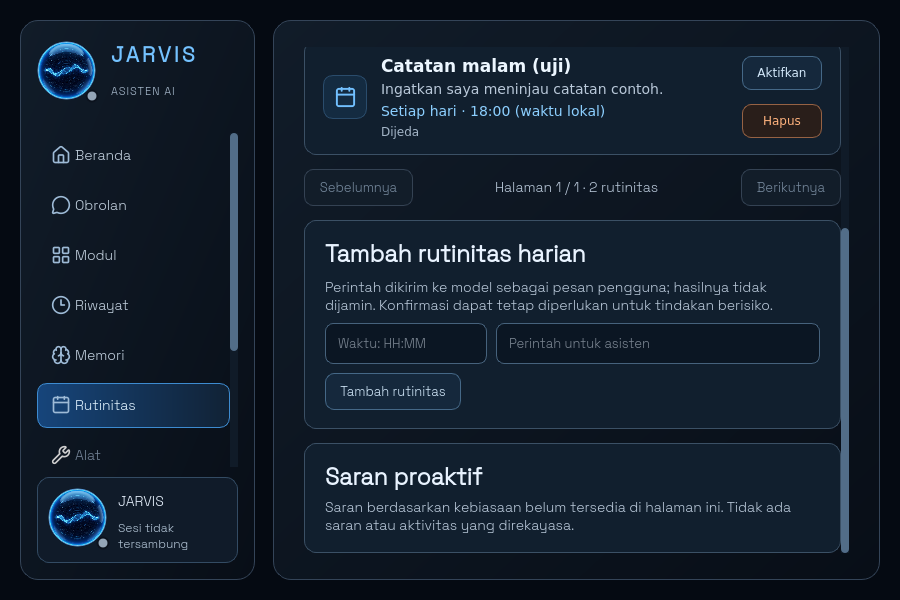 JARVIS
ASISTEN AI
Beranda
Obrolan
Modul
Riwayat
Memori
Rutinitas
Alat
JARVIS
Sesi tidak
tersambung
Catatan malam (uji)
Ingatkan saya meninjau catatan contoh.
Setiap hari · 18:00 (waktu lokal)
Dijeda
Aktifkan
Hapus
Sebelumnya
Halaman 1 / 1 · 2 rutinitas
Berikutnya
Tambah rutinitas harian
Perintah dikirim ke model sebagai pesan pengguna; hasilnya tidak
dijamin. Konfirmasi dapat tetap diperlukan untuk tindakan berisiko.
Waktu: HH:MM
Perintah untuk asisten
Tambah rutinitas
Saran proaktif
Saran berdasarkan kebiasaan belum tersedia di halaman ini. Tidak ada
saran atau aktivitas yang direkayasa.